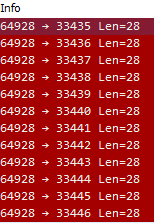 Info
64928 → 33435 Len=28
64928 → 33436 Len=28
64928 → 33437 Len=28
64928 → 33438 Len=28
64928 → 33439 Len=28
64928 → 33440 Len=28
64928 → 33441 Len=28
64928 → 33442 Len=28
64928 → 33443 Len=28
64928 → 33444 Len=28
64928 → 33445 Len=28
64928 → 33446 Len=28